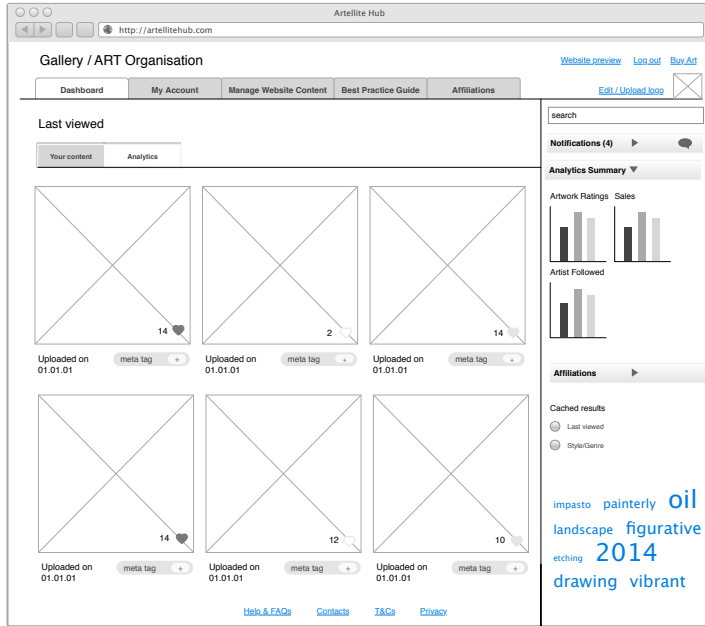 Artellite Hub
http://artellitehub.com
Gallery / ART Organisation
Website preview Log out Buy Art
Dashboard My Account Manage Website Content Best Practice Guide Affiliations
Edit / Upload logo
Last viewed
Your content Analytics
14
2
14
Uploaded on
01.01.01
meta tag +
Uploaded on
01.01.01
meta tag +
Uploaded on
01.01.01
meta tag +
14
12
10
Uploaded on
01.01.01
meta tag +
Uploaded on
01.01.01
meta tag +
Uploaded on
01.01.01
meta tag +
search
Notifications (4)
Analytics Summary
Artwork Ratings Sales
Artist Followed
Affiliations
Cached results
Last viewed
Style/Genre
impasto painterly oil
landscape figurative
etching 2014
drawing vibrant
Help & FAQs Contacts T&Cs Privacy